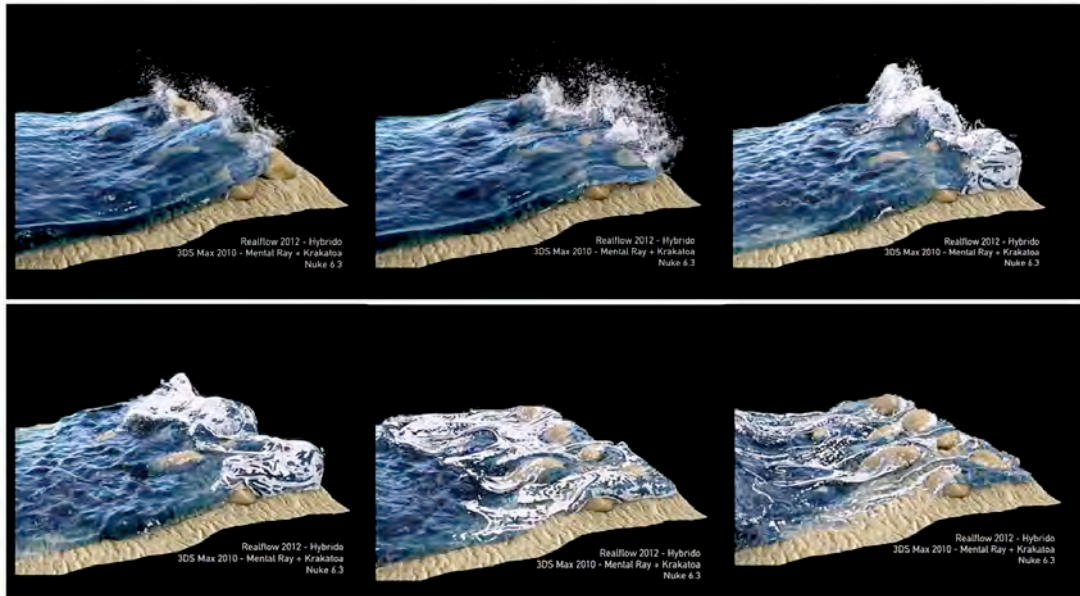 Realflow 2012 - Hybrido
3DS Max 2010 - Mental Ray + Krakatoa
Nuke 6.3
Realflow 2012 - Hybrido
3DS Max 2010 - Mental Ray + Krakatoa
Nuke 6.3
Realflow 2012 - Hybrido
3DS Max 2010 - Mental Ray + Krakatoa
Nuke 6.3
Realflow 2012 - Hybrido
3DS Max 2010 - Mental Ray + Krakatoa
Nuke 6.3
Realflow 2012 - Hybrido
3DS Max 2010 - Mental Ray + Krakatoa
Nuke 6.3
Realflow 2012 - Hybrido
3DS Max 2010 - Mental Ray + Krakatoa
Nuke 6.3